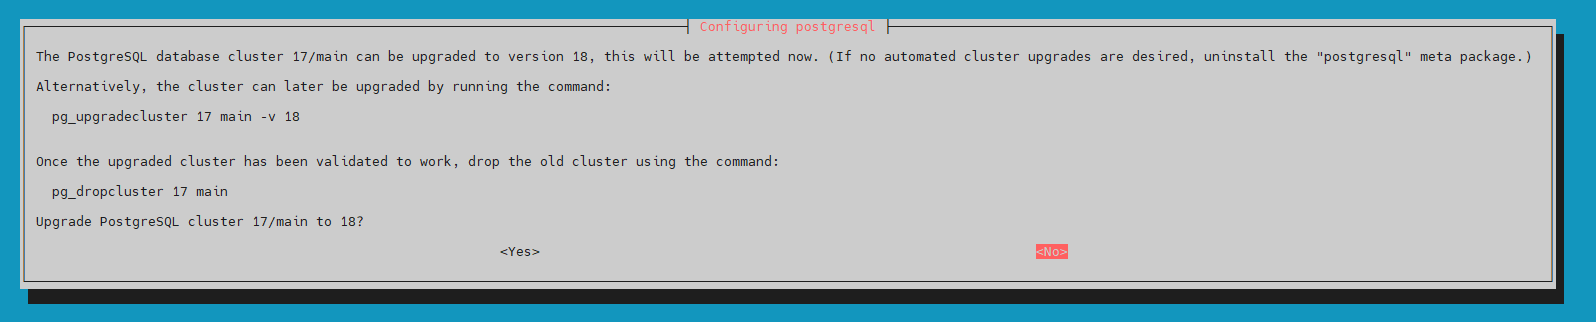 Configuring postgresql
The PostgreSQL database cluster 17/main can be upgraded to version 18, this will be attempted now. (If no automated cluster upgrades are desired, uninstall the "postgresql" meta package.)
Alternatively, the cluster can later be upgraded by running the command:
pg_upgradecluster 17 main -v 18
Once the upgraded cluster has been validated to work, drop the old cluster using the command:
pg_dropcluster 17 main
Upgrade PostgreSQL cluster 17/main to 18?
<Yes> <No>